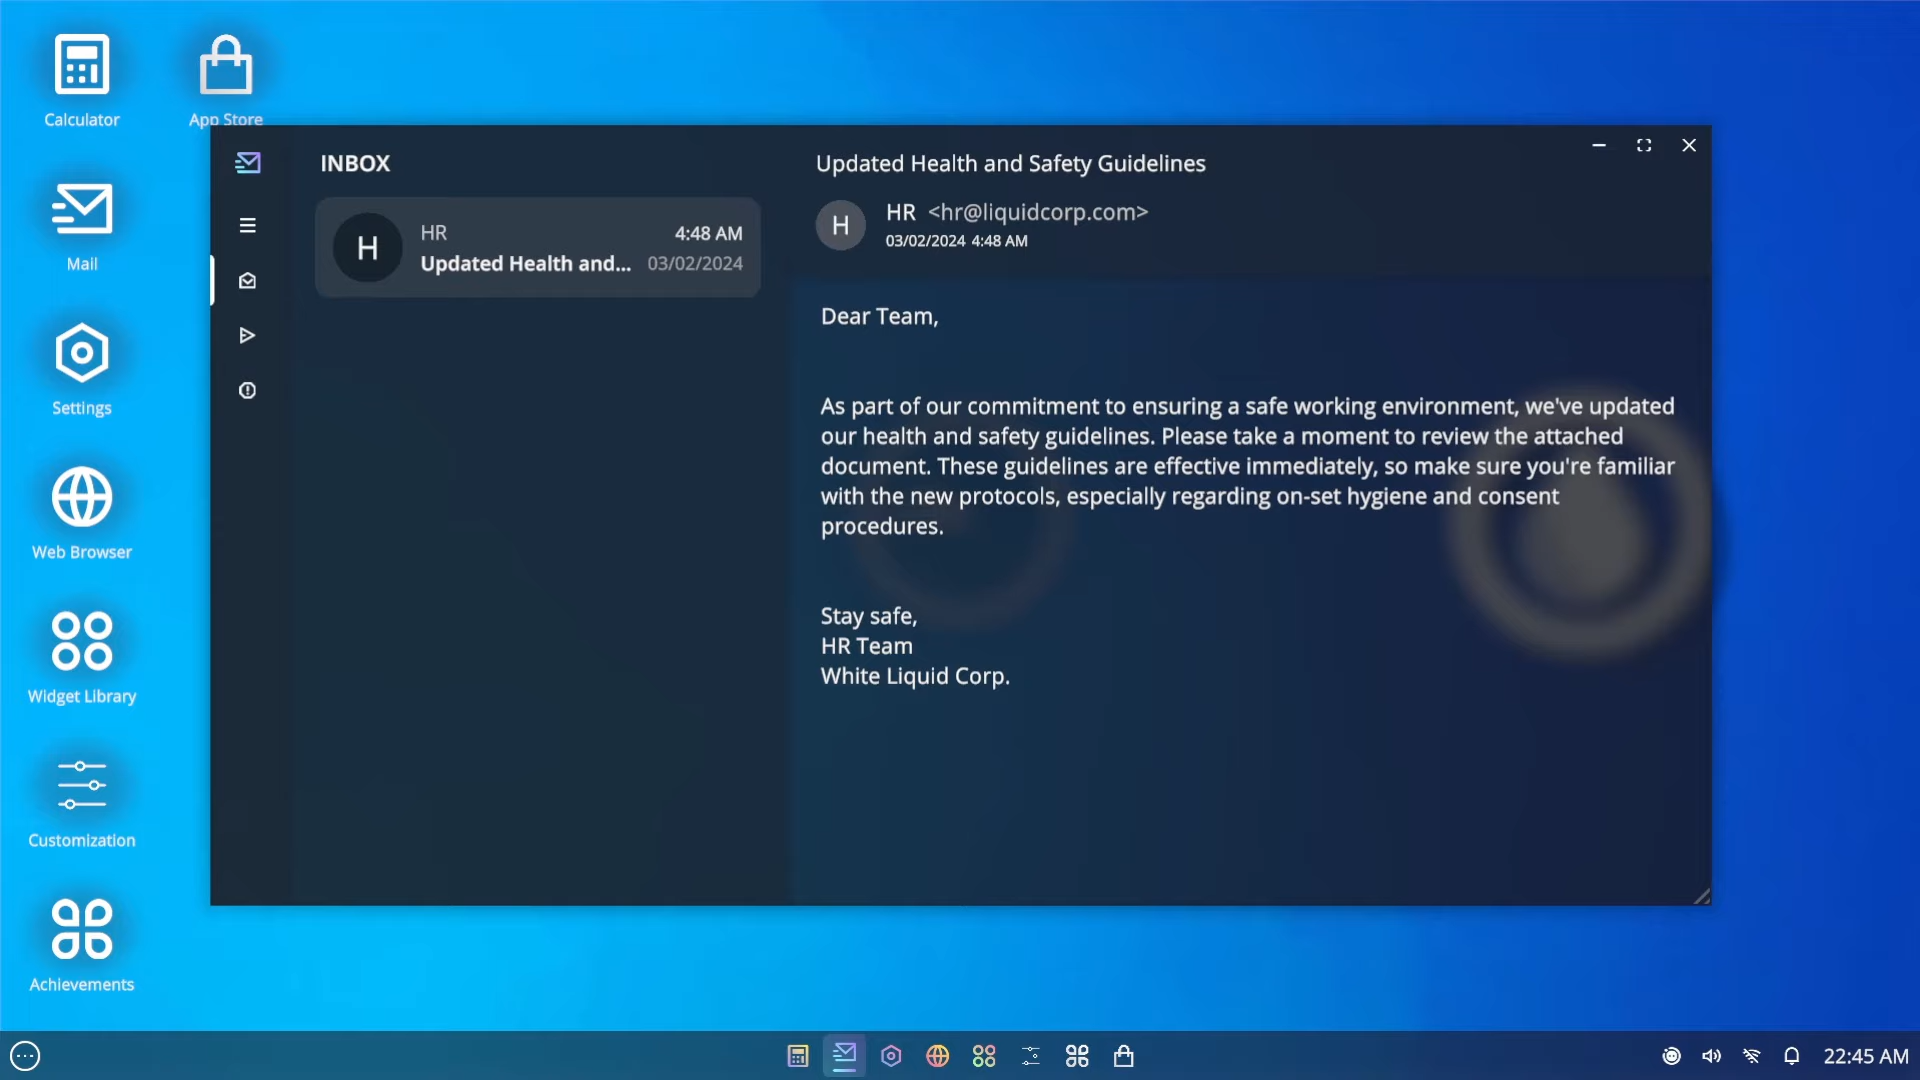 Calculator
App Store
Mail
Settings
Web Browser
Widget Library
Customization
Achievements
INBOX
H
HR
4:48 AM
Updated Health and...
03/02/2024
Updated Health and Safety Guidelines
H
HR <hr@liquidcorp.com>
03/02/2024 4:48 AM
Dear Team,
As part of our commitment to ensuring a safe working environment, we've updated
our health and safety guidelines. Please take a moment to review the attached
document. These guidelines are effective immediately, so make sure you're familiar
with the new protocols, especially regarding on-set hygiene and consent
procedures.
Stay safe,
HR Team
White Liquid Corp.
22:45 AM